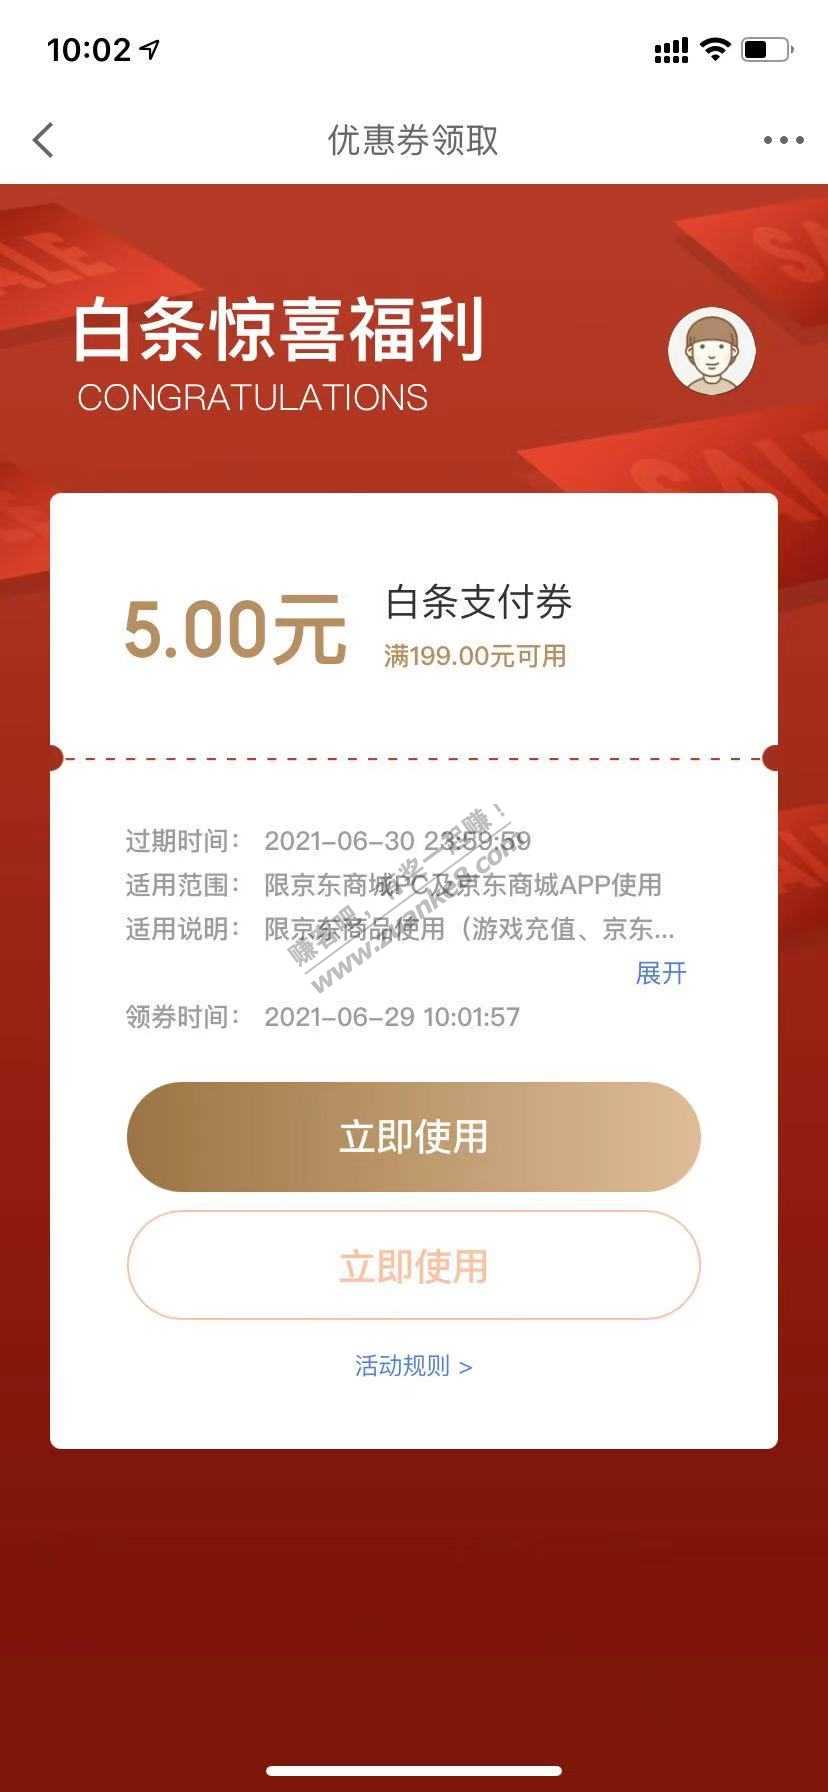 10:02
优惠券领取
SALE
SA
白条惊喜福利
CONGRATULATIONS
SALE
5.00元
白条支付券
满199.00元可用
过期时间： 2021-06-30 23:59:59
适用范围： 限京东商城PC及京东商城APP使用
适用说明： 限京东商品使用（游戏充值、京东...
展开
领券时间： 2021-06-29 10:01:57
赚客吧，有奖一起赚！
www.zuanke8.com
立即使用
立即使用
活动规则 >